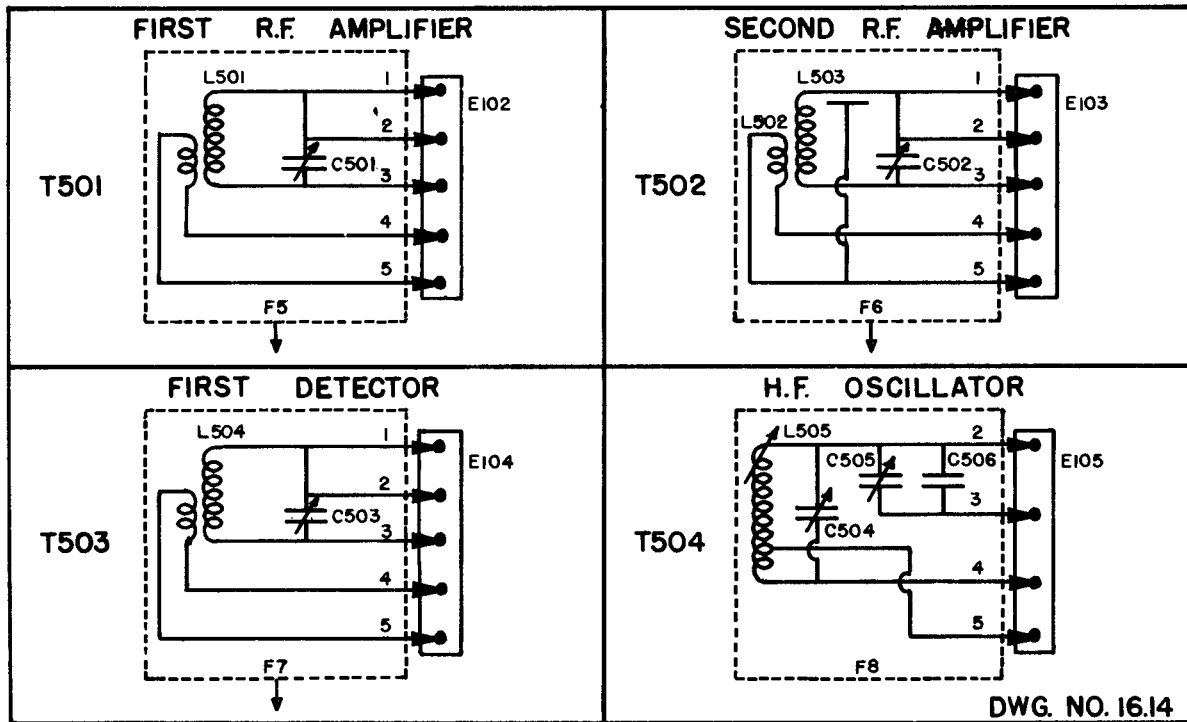 FIRST R.F. AMPLIFIER
L501
1
E102
2
C501
3
T501
4
5
F5
SECOND R.F. AMPLIFIER
L503
1
E103
L502
2
C502
3
T502
4
5
F6
FIRST DETECTOR
L504
1
E104
2
C503
3
T503
4
5
F7
H.F. OSCILLATOR
L505
2
C505
C506
E105
3
C504
T504
4
5
F8
DWG. NO. 16.14